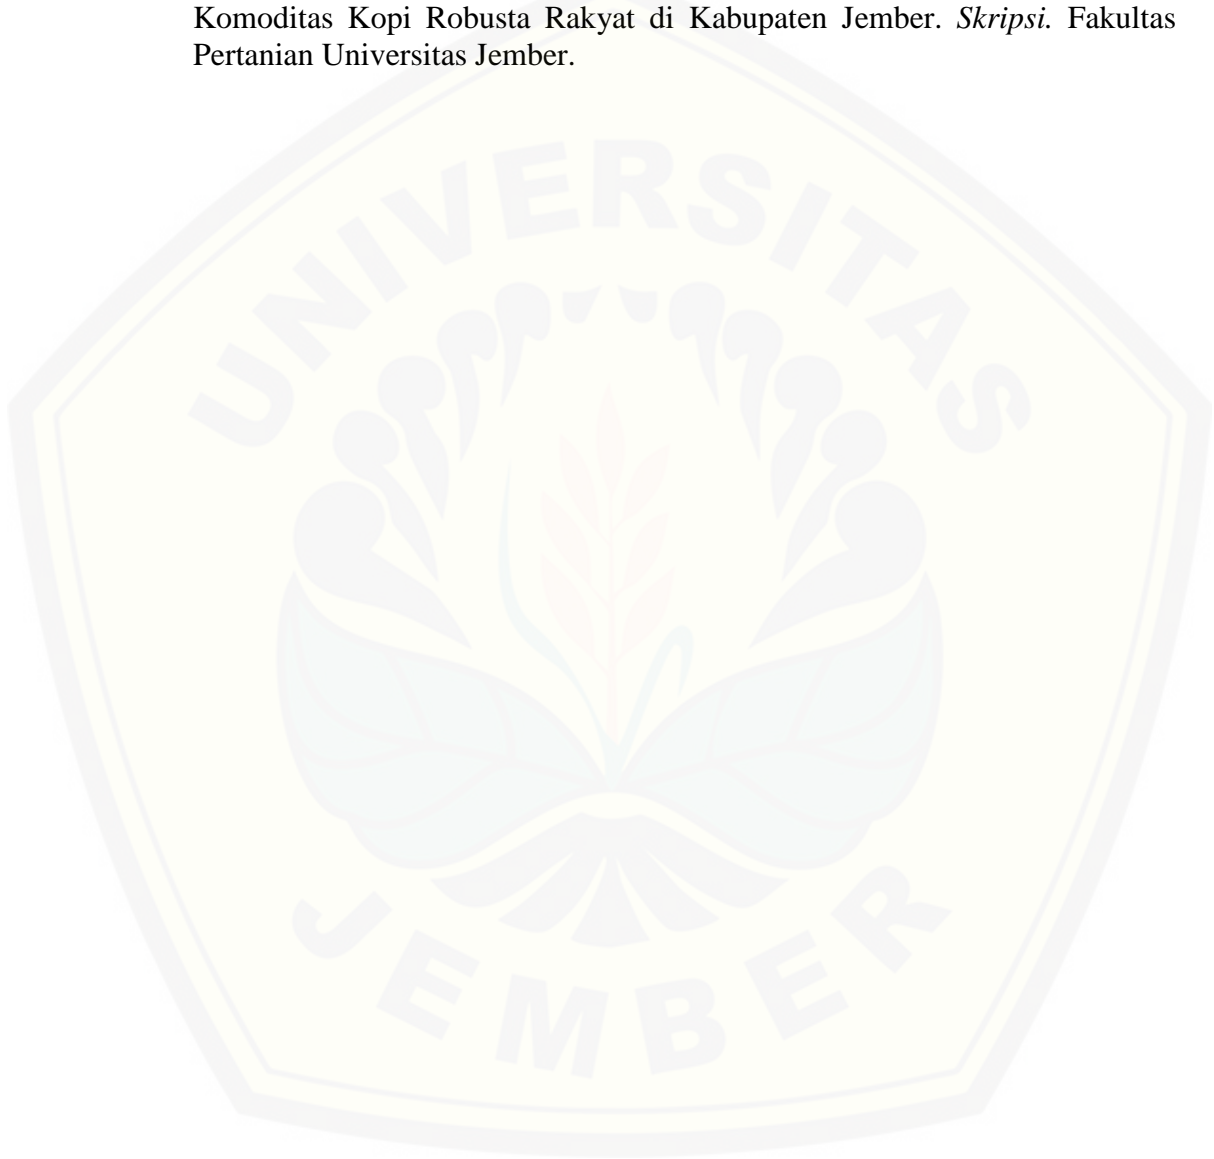 Komoditas Kopi Robusta Rakyat di Kabupaten Jember. Skripsi. Fakultas
Pertanian Universitas Jember.
UNIVERSITAS
JEMBER